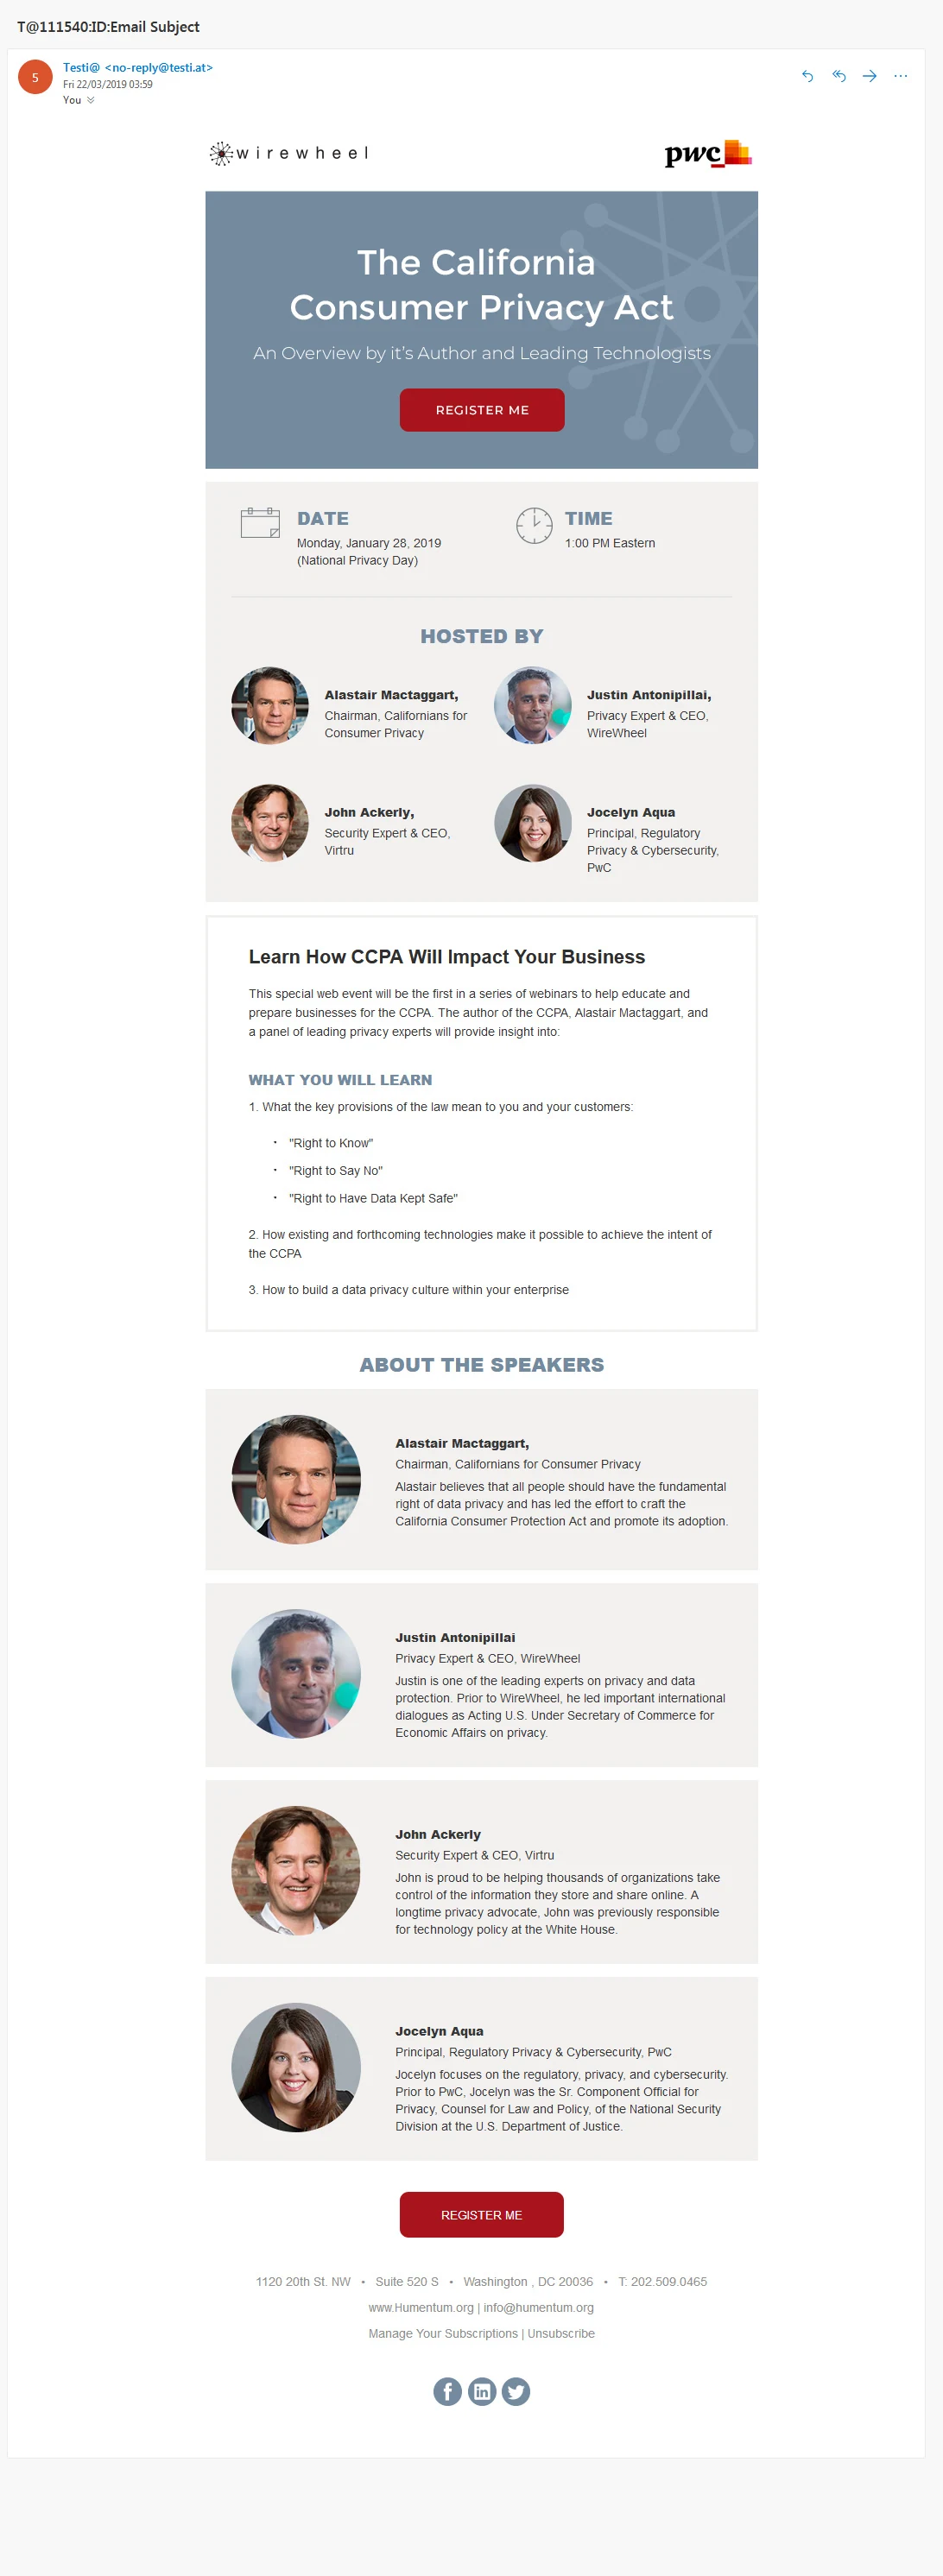 T@111540:ID:Email Subject
5
Testi@ <no-reply@testi.at>
Fri 22/03/2019 03:59
You
wirewheel
pwc
The California
Consumer Privacy Act
An Overview by it's Author and Leading Technologists
REGISTER ME
DATE
Monday, January 28, 2019
(National Privacy Day)
TIME
1:00 PM Eastern
HOSTED BY
Alastair Mactaggart,
Chairman, Californians for
Consumer Privacy
Justin Antonipillai,
Privacy Expert & CEO,
WireWheel
John Ackerly,
Security Expert & CEO,
Virtru
Jocelyn Aqua
Principal, Regulatory
Privacy & Cybersecurity,
PwC
Learn How CCPA Will Impact Your Business
This special web event will be the first in a series of webinars to help educate and
prepare businesses for the CCPA. The author of the CCPA, Alastair Mactaggart, and
a panel of leading privacy experts will provide insight into:
WHAT YOU WILL LEARN
1. What the key provisions of the law mean to you and your customers:
• "Right to Know"
• "Right to Say No"
• "Right to Have Data Kept Safe"
2. How existing and forthcoming technologies make it possible to achieve the intent of
the CCPA
3. How to build a data privacy culture within your enterprise
ABOUT THE SPEAKERS
Alastair Mactaggart,
Chairman, Californians for Consumer Privacy
Alastair believes that all people should have the fundamental
right of data privacy and has led the effort to craft the
California Consumer Protection Act and promote its adoption.
Justin Antonipillai
Privacy Expert & CEO, WireWheel
Justin is one of the leading experts on privacy and data
protection. Prior to WireWheel, he led important international
dialogues as Acting U.S. Under Secretary of Commerce for
Economic Affairs on privacy.
John Ackerly
Security Expert & CEO, Virtru
John is proud to be helping thousands of organizations take
control of the information they store and share online. A
longtime privacy advocate, John was previously responsible
for technology policy at the White House.
Jocelyn Aqua
Principal, Regulatory Privacy & Cybersecurity, PwC
Jocelyn focuses on the regulatory, privacy, and cybersecurity.
Prior to PwC, Jocelyn was the Sr. Component Official for
Privacy, Counsel for Law and Policy, of the National Security
Division at the U.S. Department of Justice.
REGISTER ME
1120 20th St. NW • Suite 520 S • Washington , DC 20036 • T: 202.509.0465
www.Humentum.org | info@humentum.org
Manage Your Subscriptions | Unsubscribe